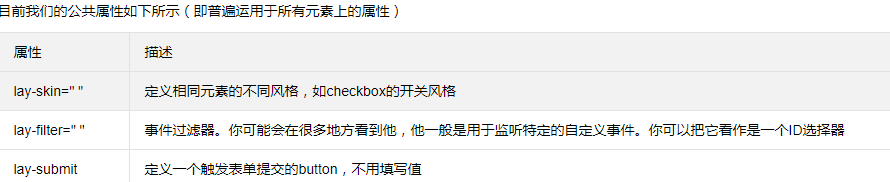 目前我们的公共属性如下所示（即普遍运用于所有元素上的属性）
属性 描述
lay-skin=" " 定义相同元素的不同风格，如checkbox的开关风格
lay-filter=" " 事件过滤器。你可能会在很多地方看到他，他一般是用于监听特定的自定义事件。你可以把它看作是一个ID选择器
lay-submit 定义一个触发表单提交的button，不用填写值